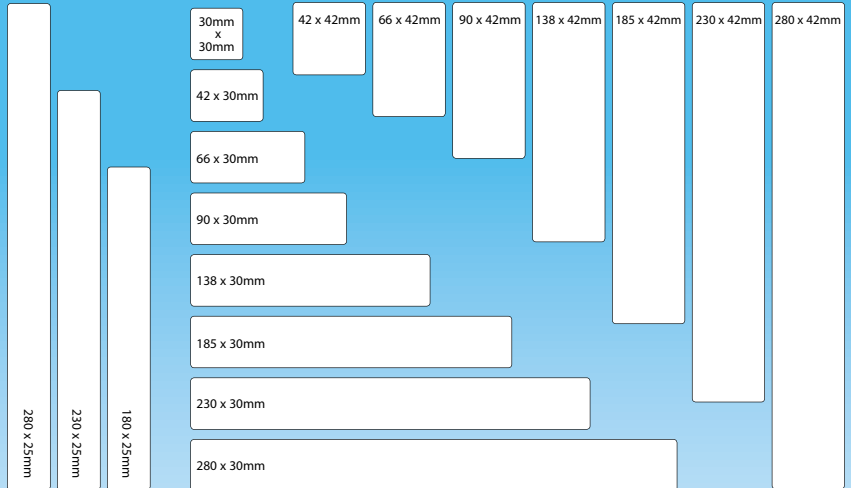 30mm
x
30mm
42 x 42mm
66 x 42mm
90 x 42mm
138 x 42mm
185 x 42mm
230 x 42mm
280 x 42mm
42 x 30mm
66 x 30mm
90 x 30mm
138 x 30mm
185 x 30mm
230 x 30mm
280 x 30mm
280 x 25mm
230 x 25mm
180 x 25mm